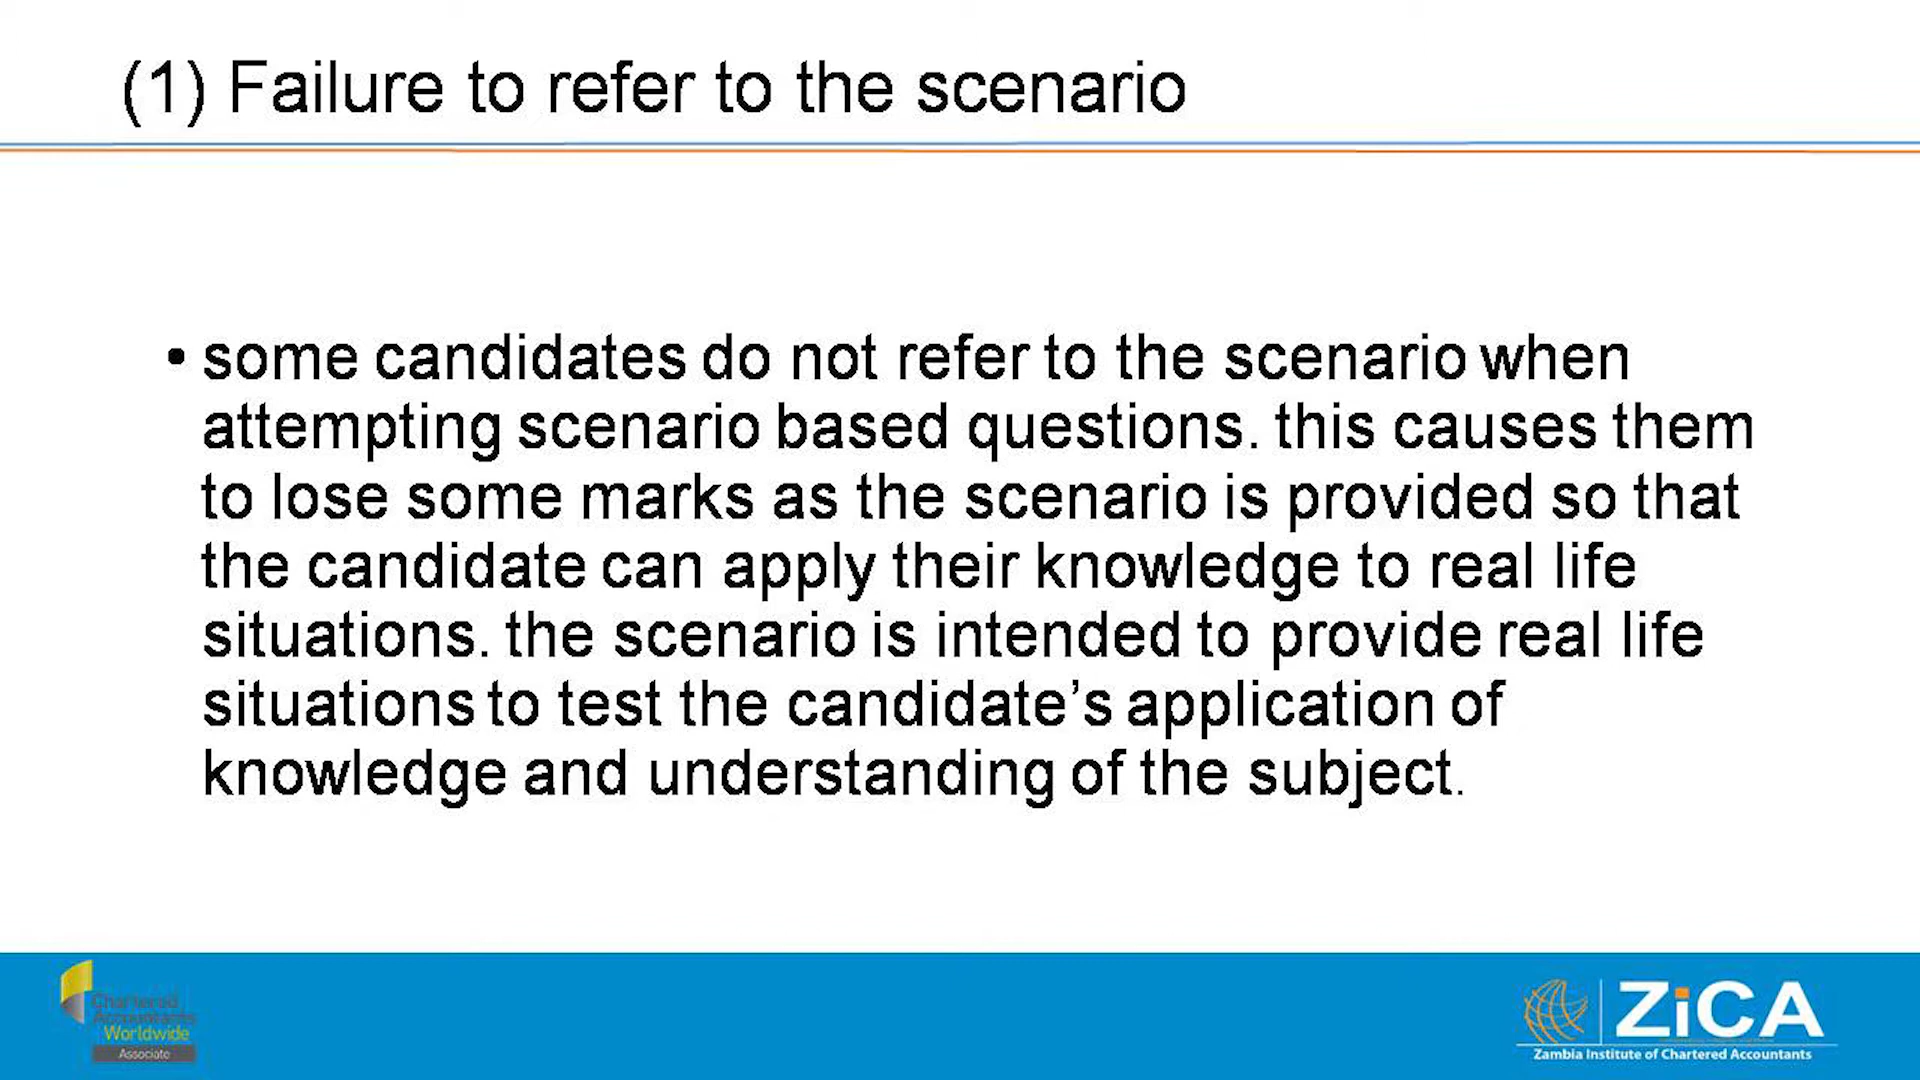 (1) Failure to refer to the scenario
• some candidates do not refer to the scenario when
attempting scenario based questions. this causes them
to lose some marks as the scenario is provided so that
the candidate can apply their knowledge to real life
situations. the scenario is intended to provide real life
situations to test the candidate’s application of
knowledge and understanding of the subject.
Chartered
Accountants
Worldwide
Associate
ZiCA
Zambia Institute of Chartered Accountants